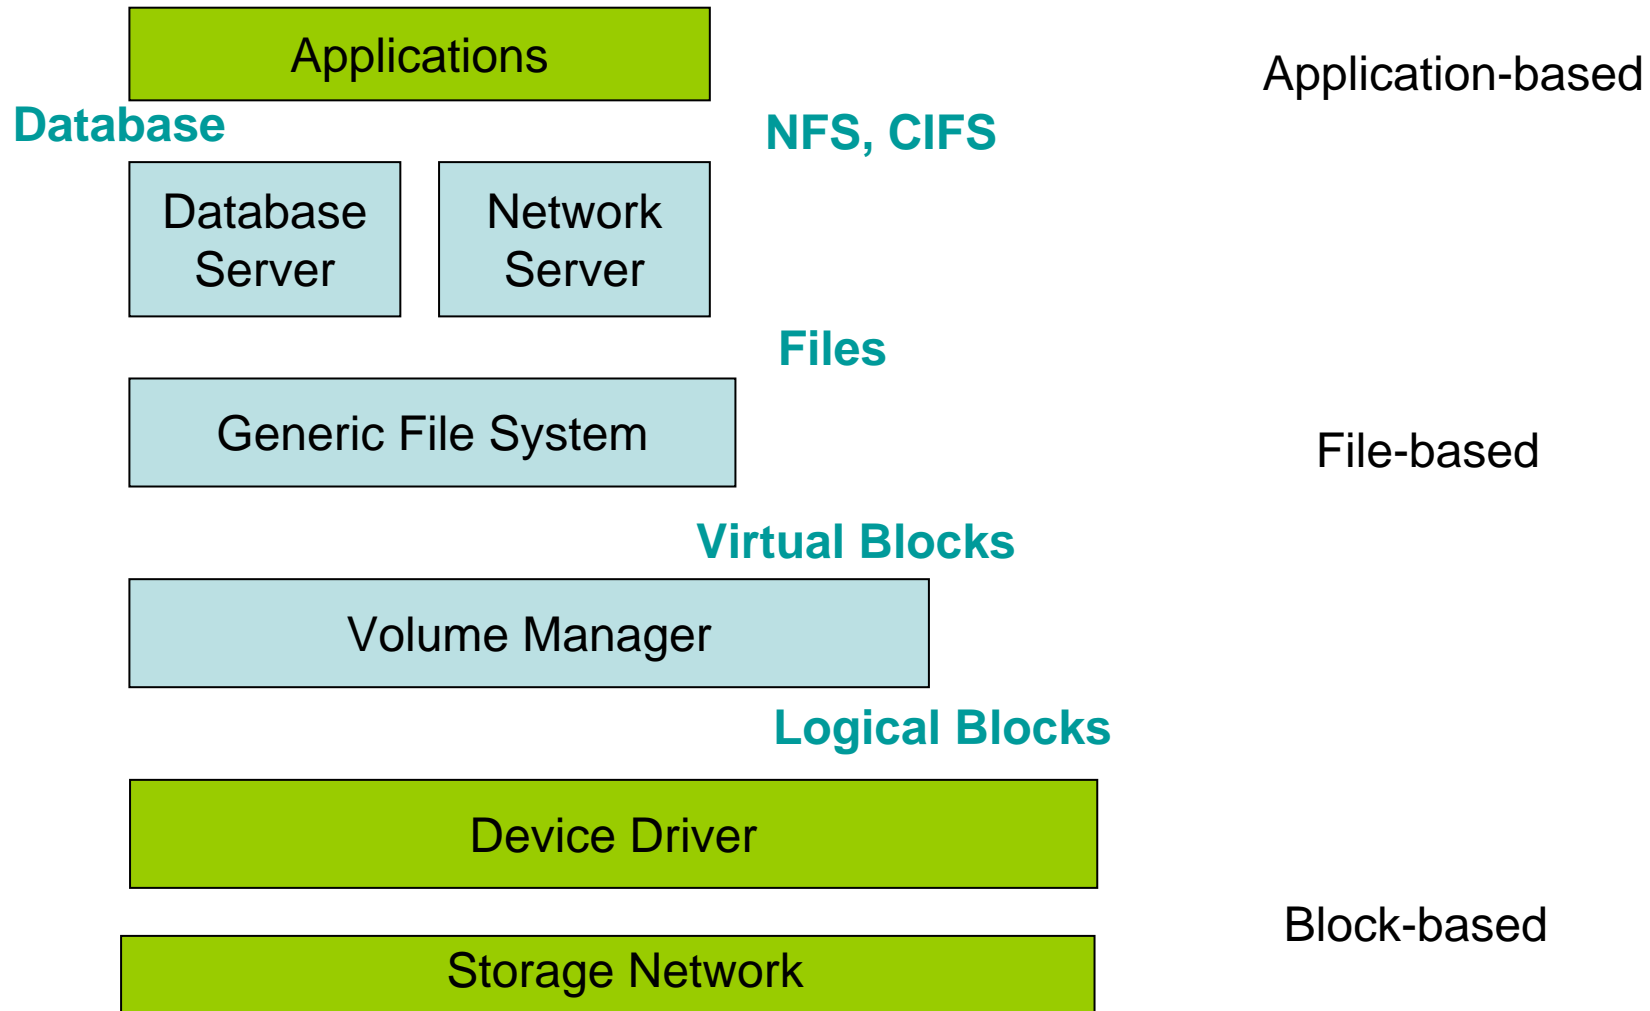 Applications
Application-based
Database
NFS, CIFS
Database
Server
Network
Server
Files
Generic File System
File-based
Virtual Blocks
Volume Manager
Logical Blocks
Device Driver
Block-based
Storage Network